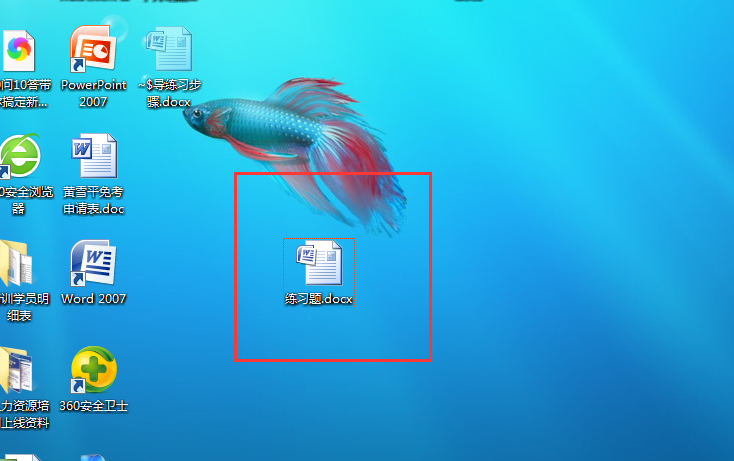 问10答带
搞定新...
PowerPoint
2007
~$导练习步
骤.docx
0安全浏览
器
黄雪平免考
申请表.doc
训学员明
细表
Word 2007
练习题.docx
力资源培
上线资料
360安全卫士